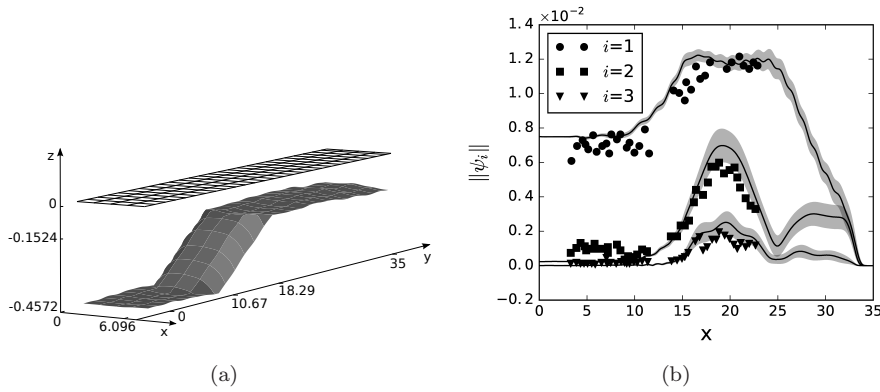 z
0
-0.1524
-0.4572
0
6.096
x
0
10.67
18.29
35
y
(a)
×10⁻²
1.4
1.2
1.0
0.8
0.6
0.4
0.2
0.0
−0.2
0 5 10 15 20 25 30 35
x
‖ψᵢ‖
i=1
i=2
i=3
(b)